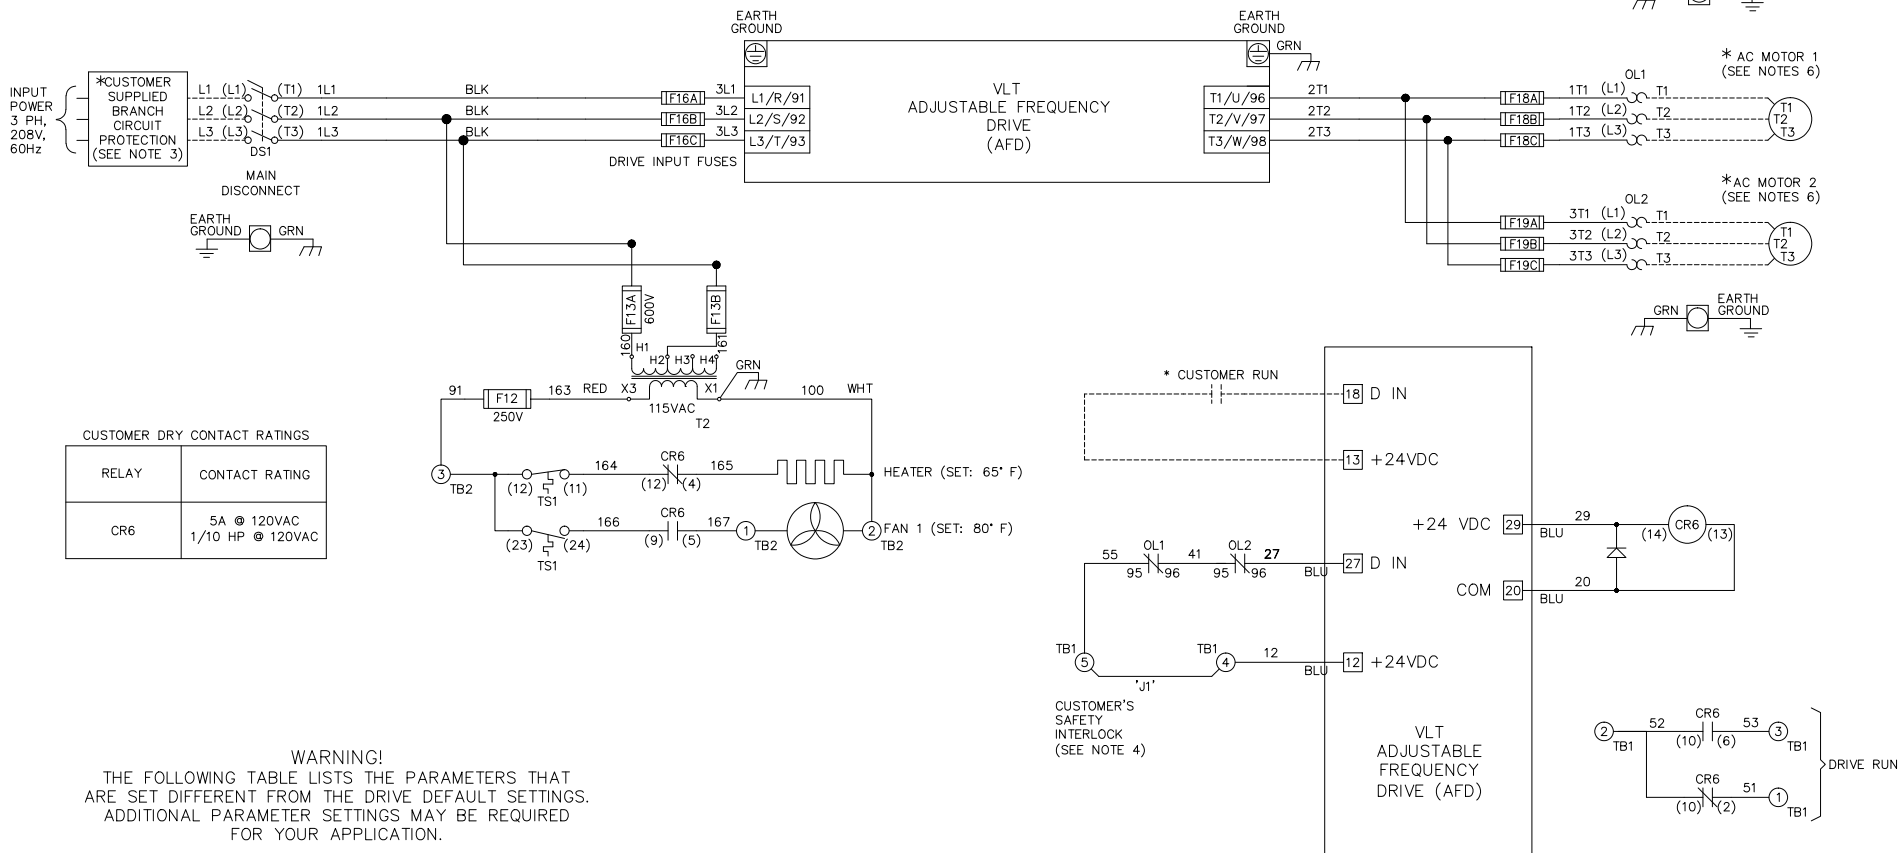 INPUT
POWER
3 PH,
208V,
60Hz
*CUSTOMER
SUPPLIED
BRANCH
CIRCUIT
PROTECTION
(SEE NOTE 3)
L1 (L1) (T1) 1L1
L2 (L2) (T2) 1L2
L3 (L3) (T3) 1L3
DS1
MAIN
DISCONNECT
EARTH
GROUND
GRN
BLK
BLK
BLK
F16A
F16B
F16C
3L1
3L2
3L3
DRIVE INPUT FUSES
EARTH
GROUND
L1/R/91
L2/S/92
L3/T/93
VLT
ADJUSTABLE FREQUENCY
DRIVE
(AFD)
EARTH
GROUND
GRN
T1/U/96
T2/V/97
T3/W/98
2T1
2T2
2T3
F18A
F18B
F18C
OL1
1T1 (L1) T1
1T2 (L2) T2
1T3 (L3) T3
* AC MOTOR 1
(SEE NOTES 6)
T1
T2
T3
F19A
F19B
F19C
OL2
3T1 (L1) T1
3T2 (L2) T2
3T3 (L3) T3
*AC MOTOR 2
(SEE NOTES 6)
T1
T2
T3
GRN
EARTH
GROUND
F13A
600V
F13B
160
161
H1
H2
H3
H4
GRN
91
F12
250V
163
RED
X3
X1
115VAC
T2
100
WHT
3
TB2
(12)
TS1
(11)
164
CR6
(12)
(4)
165
HEATER (SET: 65° F)
(23)
TS1
(24)
166
CR6
(9)
(5)
167
1
TB2
2
TB2
FAN 1 (SET: 80° F)
CUSTOMER DRY CONTACT RATINGS
RELAY
CONTACT RATING
CR6
5A @ 120VAC
1/10 HP @ 120VAC
* CUSTOMER RUN
18 D IN
13 +24VDC
+24 VDC 29
29
BLU
(14)
CR6
(13)
COM 20
20
BLU
55
OL1
95 96
41
OL2
95 96
27
BLU
27 D IN
TB1
5
'J1'
TB1
4
12
BLU
12 +24VDC
CUSTOMER'S
SAFETY
INTERLOCK
(SEE NOTE 4)
VLT
ADJUSTABLE
FREQUENCY
DRIVE (AFD)
2
TB1
52
CR6
(10)
(6)
53
3
TB1
CR6
(10)
(2)
51
1
TB1
DRIVE RUN
WARNING!
THE FOLLOWING TABLE LISTS THE PARAMETERS THAT
ARE SET DIFFERENT FROM THE DRIVE DEFAULT SETTINGS.
ADDITIONAL PARAMETER SETTINGS MAY BE REQUIRED
FOR YOUR APPLICATION.